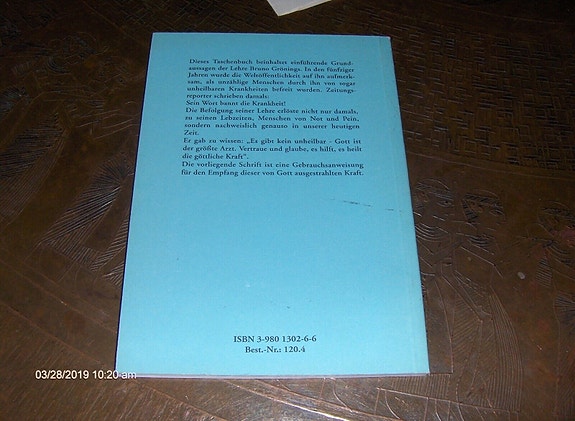 Dieses Taschenbuch beinhaltet einführende Grund-
aussagen der Lehre Bruno Grönings. In den fünfziger
Jahren wurde die Weltöffentlichkeit auf ihn aufmerk-
sam, als unzählige Menschen durch ihn von sogar
unheilbaren Krankheiten befreit wurden. Zeitungs-
reporter schrieben damals:
Sein Wort bannt die Krankheit!
Die Befolgung seiner Lehre erlöste nicht nur damals,
zu seinen Lebzeiten, Menschen von Not und Pein,
sondern nachweislich genauso in unserer heutigen
Zeit.
Er gab zu wissen: „Es gibt kein unheilbar - Gott ist
der größte Arzt. Vertraue und glaube, es hilft, es heilt
die göttliche Kraft".
Die vorliegende Schrift ist eine Gebrauchsanweisung
für den Empfang dieser von Gott ausgestrahlten Kraft.
ISBN 3-980 1302-6-6
Best.-Nr.: 120.4
03/28/2019 10:20 am